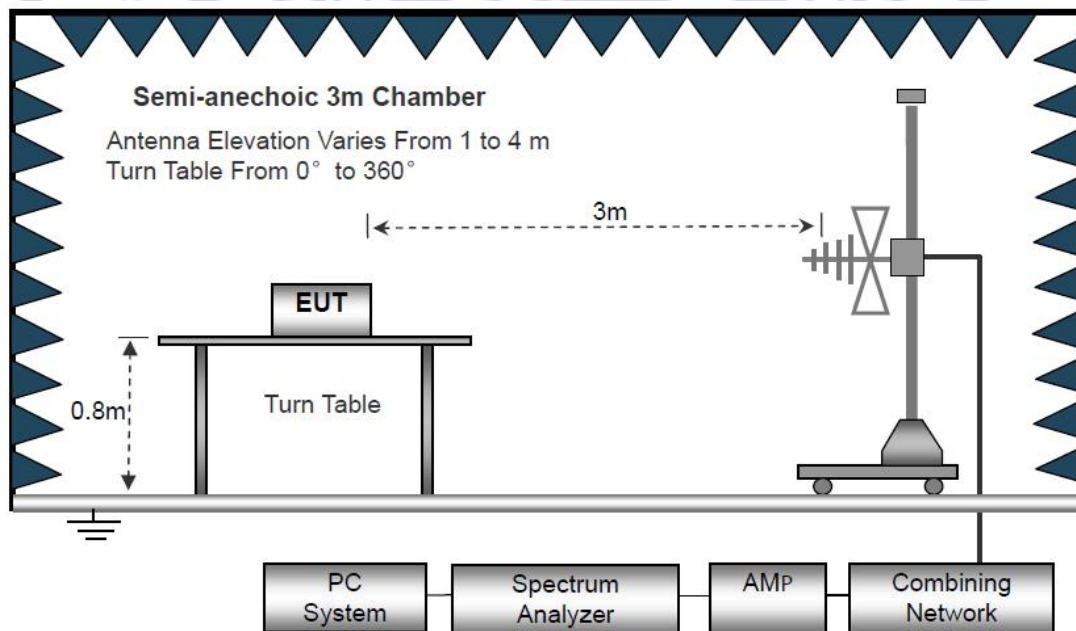 Semi-anechoic 3m Chamber
Antenna Elevation Varies From 1 to 4 m
Turn Table From 0° to 360°
3m
EUT
0.8m
Turn Table
PC
System
Spectrum
Analyzer
AMP
Combining
Network